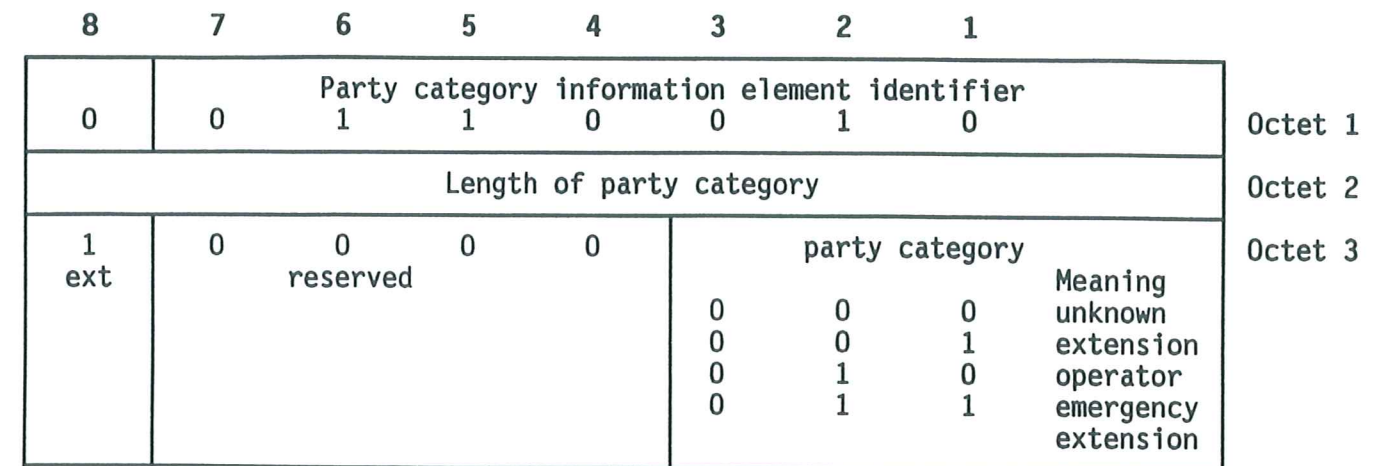 8 7 6 5 4 3 2 1
Party category information element identifier
0 0 1 1 0 0 1 0 Octet 1
Length of party category Octet 2
1 0 0 0 0 party category Octet 3
ext reserved Meaning
0 0 0 unknown
0 0 1 extension
0 1 0 operator
0 1 1 emergency
extension